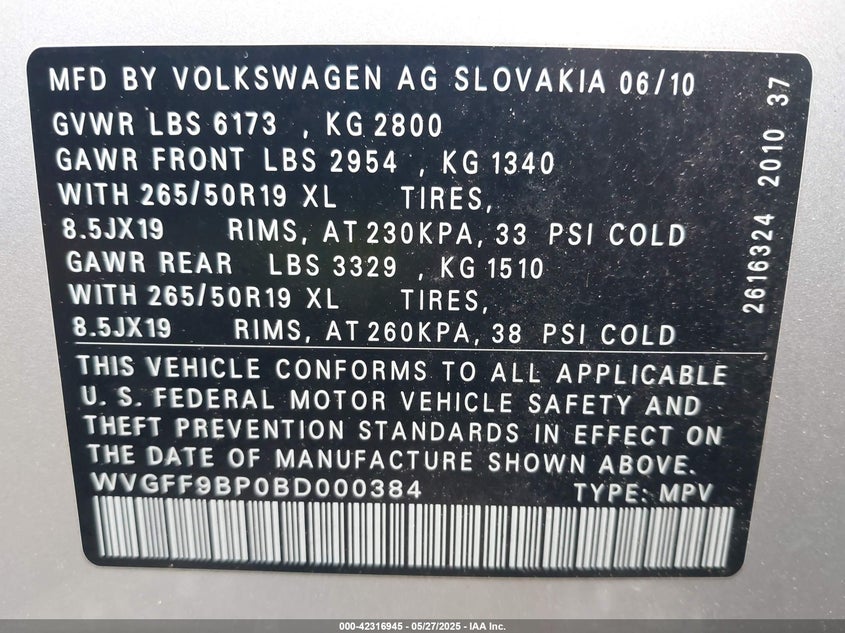 MFD BY VOLKSWAGEN AG SLOVAKIA 06/10
GVWR LBS 6173 , KG 2800
GAWR FRONT LBS 2954 , KG 1340
WITH 265/50R19 XL TIRES,
8.5JX19 RIMS, AT 230KPA, 33 PSI COLD
GAWR REAR LBS 3329 , KG 1510
WITH 265/50R19 XL TIRES,
8.5JX19 RIMS, AT 260KPA, 38 PSI COLD
THIS VEHICLE CONFORMS TO ALL APPLICABLE
U. S. FEDERAL MOTOR VEHICLE SAFETY AND
THEFT PREVENTION STANDARDS IN EFFECT ON
THE DATE OF MANUFACTURE SHOWN ABOVE.
WVGFF9BP0BD000384 TYPE: MPV
2616324 2010 37
000-42316945 - 05/27/2025 - IAA Inc.